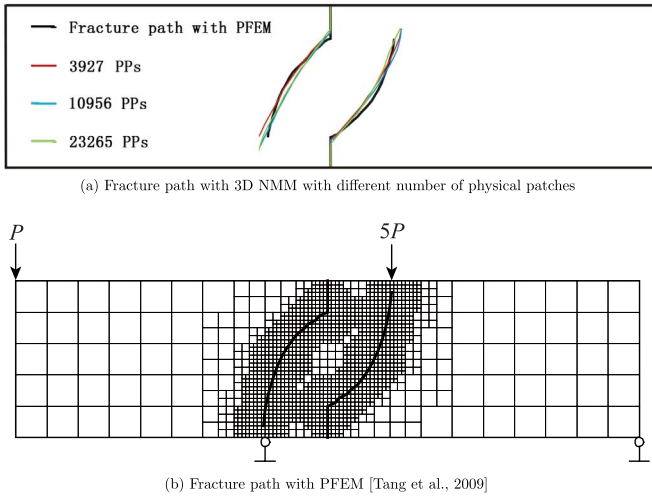 Fracture path with PFEM
3927 PPs
10956 PPs
23265 PPs
(a) Fracture path with 3D NMM with different number of physical patches
P
5P
(b) Fracture path with PFEM [Tang et al., 2009]